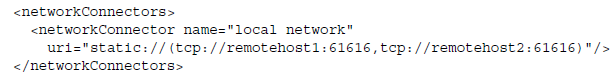 <networkConnectors>
<networkConnector name="local network"
uri="static://(tcp://remotehost1:61616,tcp://remotehost2:61616)"/>
</networkConnectors>